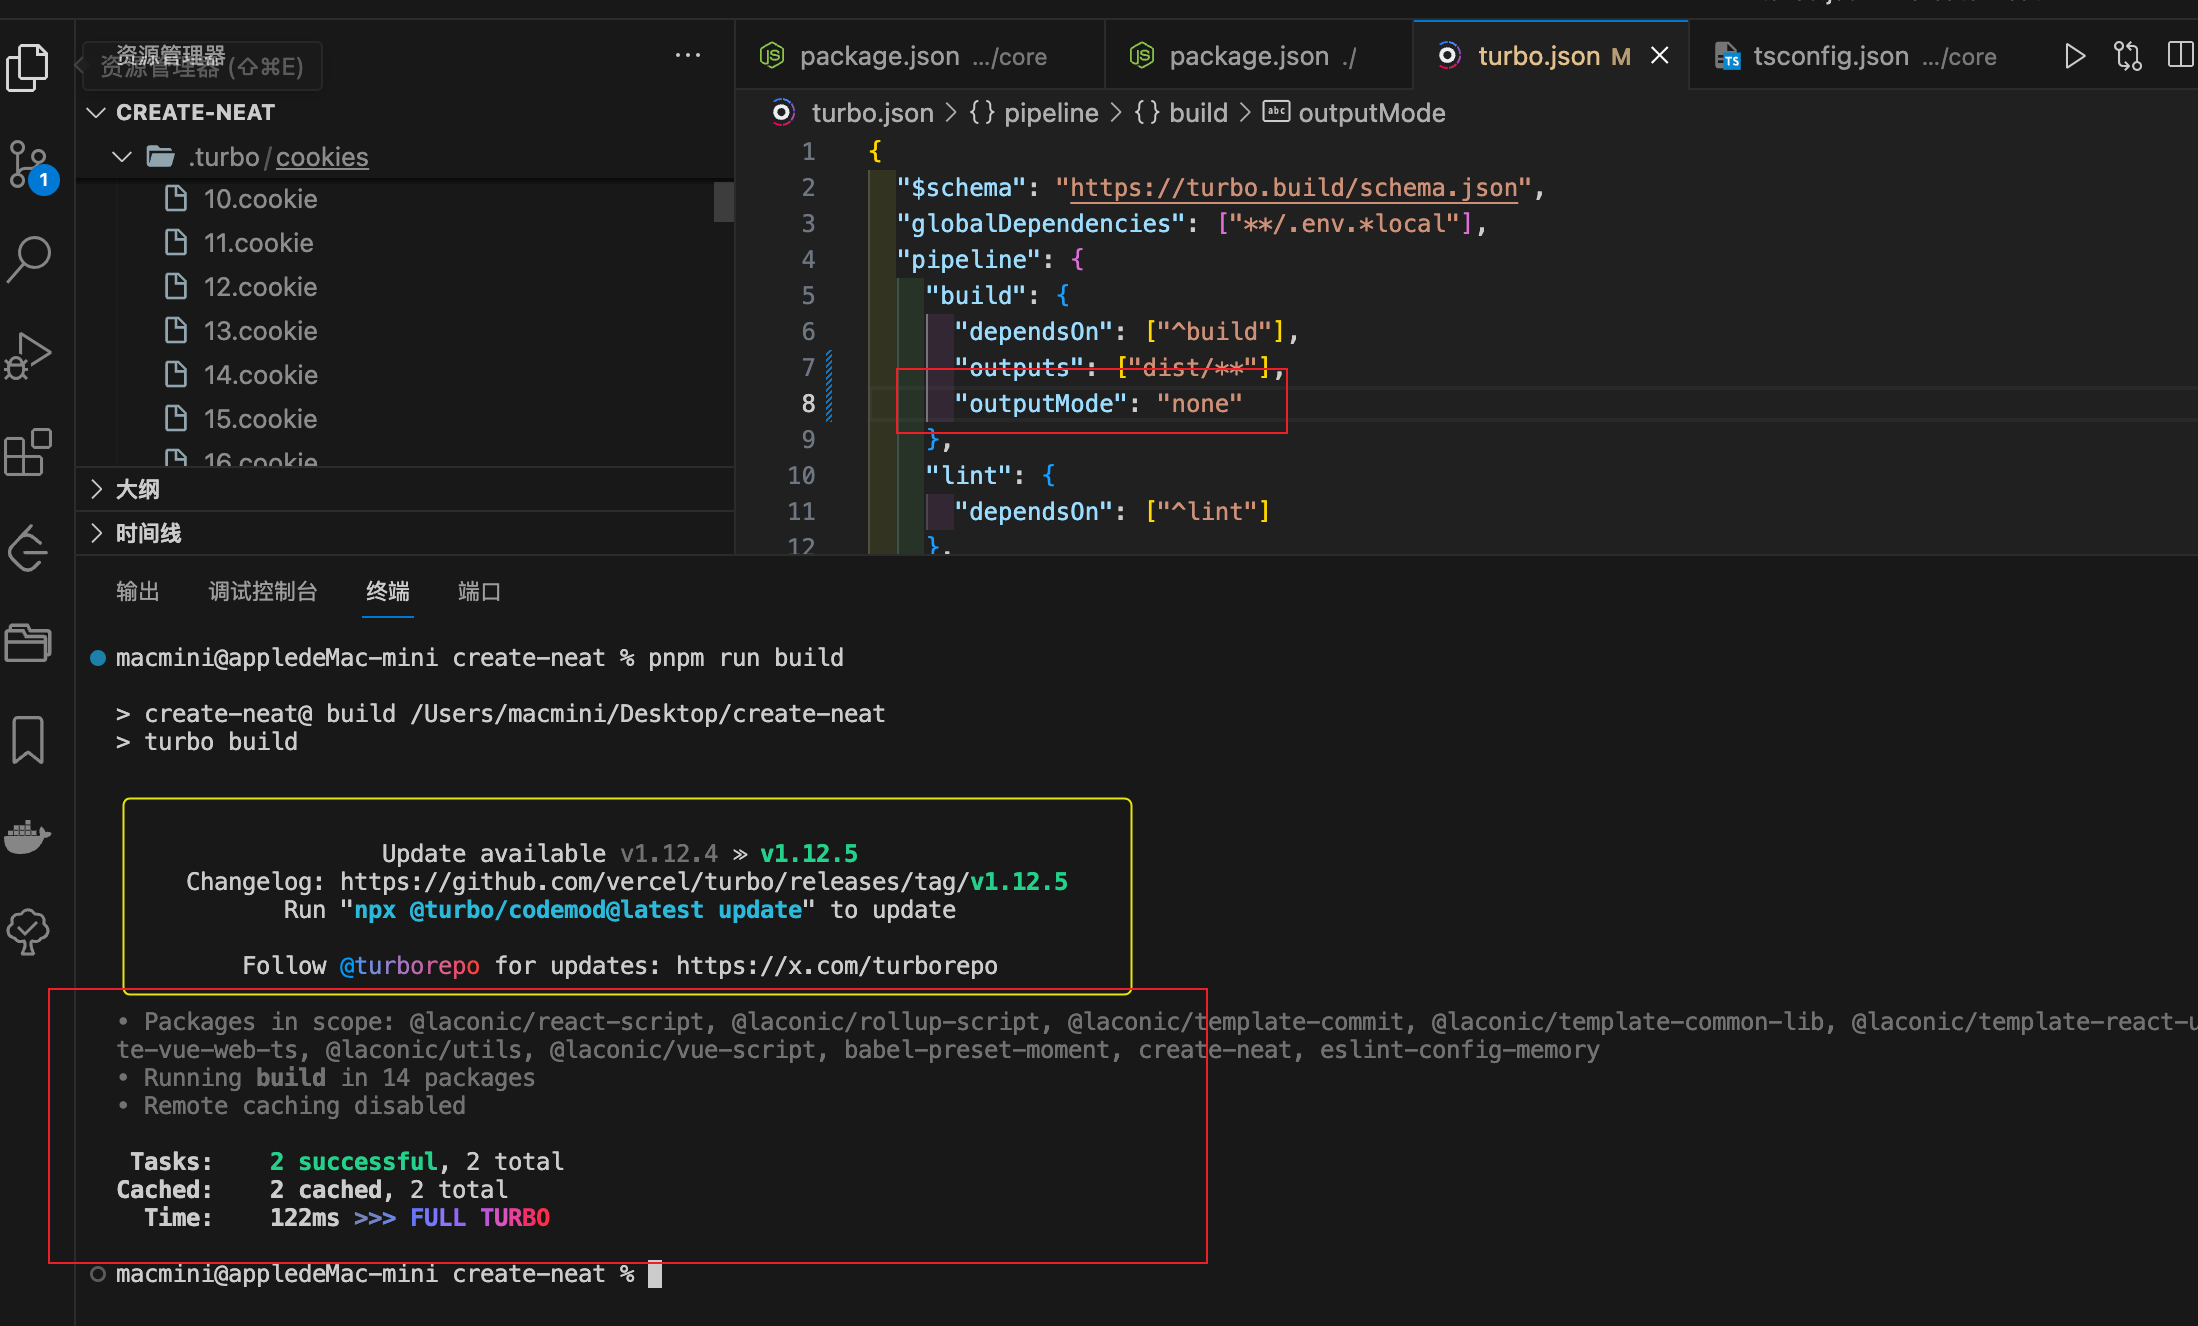 资源管理器
资源管理器 (⇧⌘E)
CREATE-NEAT
.turbo/cookies
10.cookie
11.cookie
12.cookie
13.cookie
14.cookie
15.cookie
16.cookie
大纲
时间线
package.json .../core
package.json ./
turbo.json M
tsconfig.json .../core
turbo.json > {} pipeline > {} build > abc outputMode
1 {
2 "$schema": "https://turbo.build/schema.json",
3 "globalDependencies": ["**/.env.*local"],
4 "pipeline": {
5 "build": {
6 "dependsOn": ["^build"],
7 "outputs": ["dist/**"],
8 "outputMode": "none"
9 },
10 "lint": {
11 "dependsOn": ["^lint"]
12 },
1
输出 调试控制台 终端 端口
macmini@appledeMac-mini create-neat % pnpm run build
> create-neat@ build /Users/macmini/Desktop/create-neat
> turbo build
Update available v1.12.4 » v1.12.5
Changelog: https://github.com/vercel/turbo/releases/tag/v1.12.5
Run "npx @turbo/codemod@latest update" to update
Follow @turborepo for updates: https://x.com/turborepo
• Packages in scope: @laconic/react-script, @laconic/rollup-script, @laconic/template-commit, @laconic/template-common-lib, @laconic/template-react-u
te-vue-web-ts, @laconic/utils, @laconic/vue-script, babel-preset-moment, create-neat, eslint-config-memory
• Running build in 14 packages
• Remote caching disabled
Tasks: 2 successful, 2 total
Cached: 2 cached, 2 total
Time: 122ms >>> FULL TURBO
macmini@appledeMac-mini create-neat %